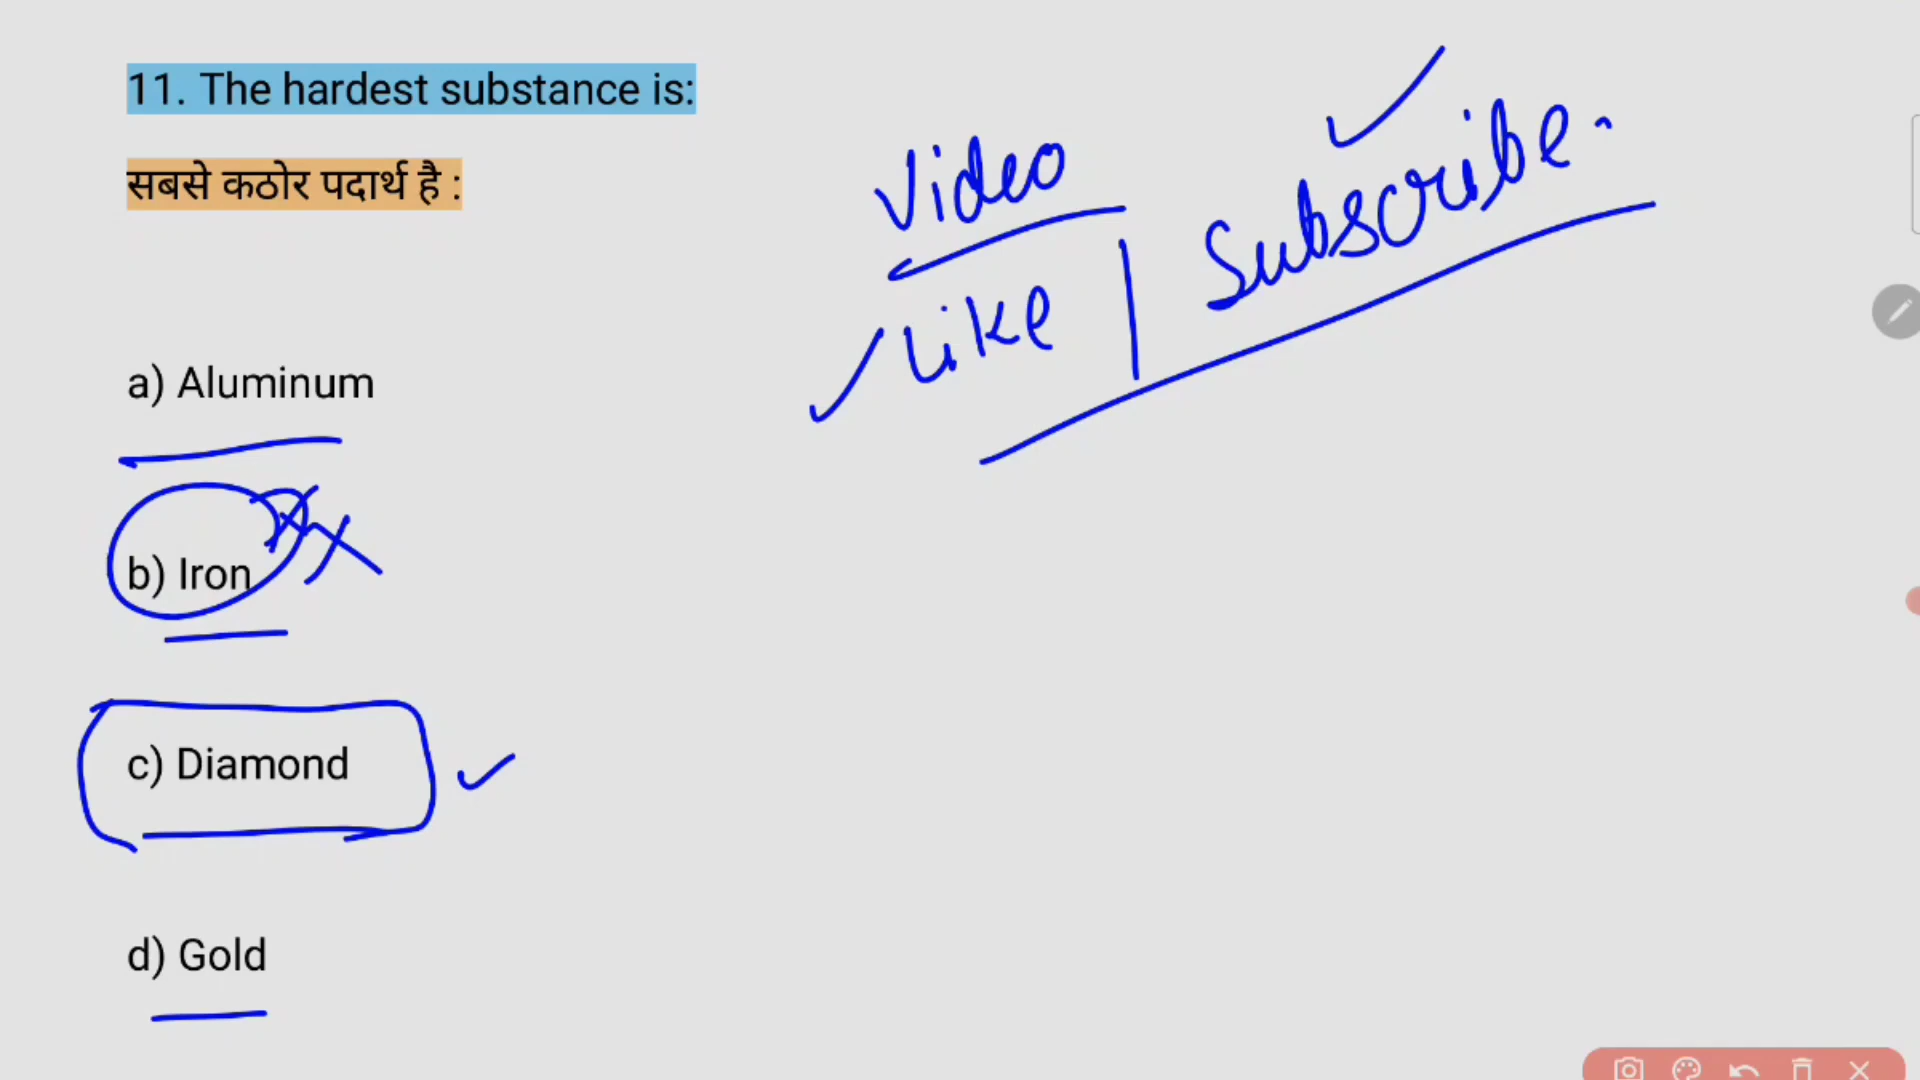 11. The hardest substance is:
सबसे कठोर पदार्थ है :
a) Aluminum
b) Iron
c) Diamond
d) Gold
Video
Like | Subscribe.